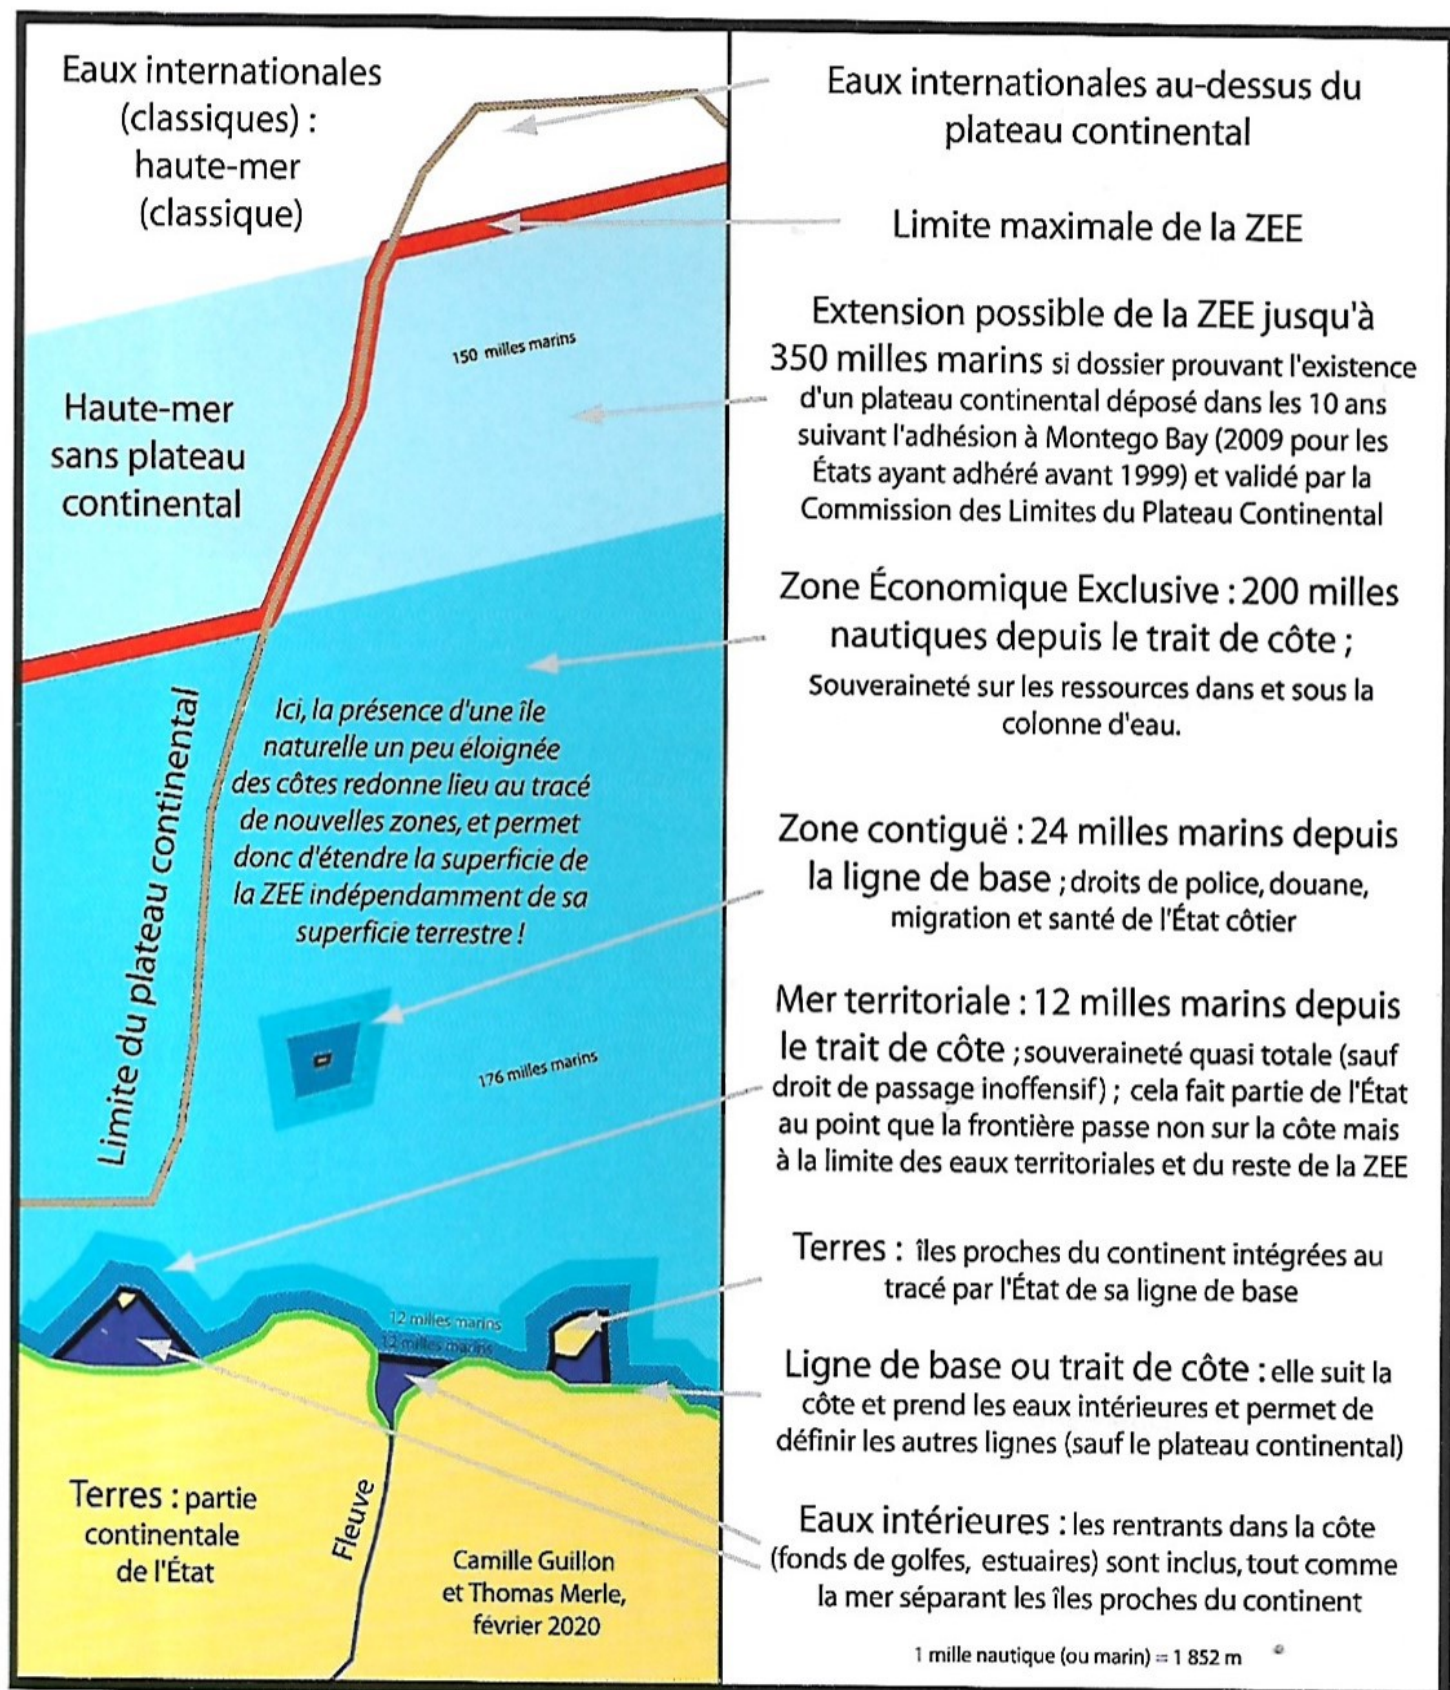 Eaux internationales
(classiques) :
haute-mer
(classique)
Haute-mer
sans plateau
continental
150 milles marins
Limite du plateau continental
Ici, la présence d'une île
naturelle un peu éloignée
des côtes redonne lieu au tracé
de nouvelles zones, et permet
donc d'étendre la superficie de
la ZEE indépendamment de sa
superficie terrestre !
176 milles marins
12 milles marins
12 milles marins
Terres : partie
continentale
de l'État
Fleuve
Camille Guillon
et Thomas Merle,
février 2020
Eaux internationales au-dessus du
plateau continental
Limite maximale de la ZEE
Extension possible de la ZEE jusqu'à
350 milles marins si dossier prouvant l'existence
d'un plateau continental déposé dans les 10 ans
suivant l'adhésion à Montego Bay (2009 pour les
États ayant adhéré avant 1999) et validé par la
Commission des Limites du Plateau Continental
Zone Économique Exclusive : 200 milles
nautiques depuis le trait de côte ;
Souveraineté sur les ressources dans et sous la
colonne d'eau.
Zone contiguë : 24 milles marins depuis
la ligne de base ; droits de police, douane,
migration et santé de l'État côtier
Mer territoriale : 12 milles marins depuis
le trait de côte ; souveraineté quasi totale (sauf
droit de passage inoffensif) ; cela fait partie de l'État
au point que la frontière passe non sur la côte mais
à la limite des eaux territoriales et du reste de la ZEE
Terres : îles proches du continent intégrées au
tracé par l'État de sa ligne de base
Ligne de base ou trait de côte : elle suit la
côte et prend les eaux intérieures et permet de
définir les autres lignes (sauf le plateau continental)
Eaux intérieures : les rentrants dans la côte
(fonds de golfes, estuaires) sont inclus, tout comme
la mer séparant les îles proches du continent
1 mille nautique (ou marin) = 1 852 m